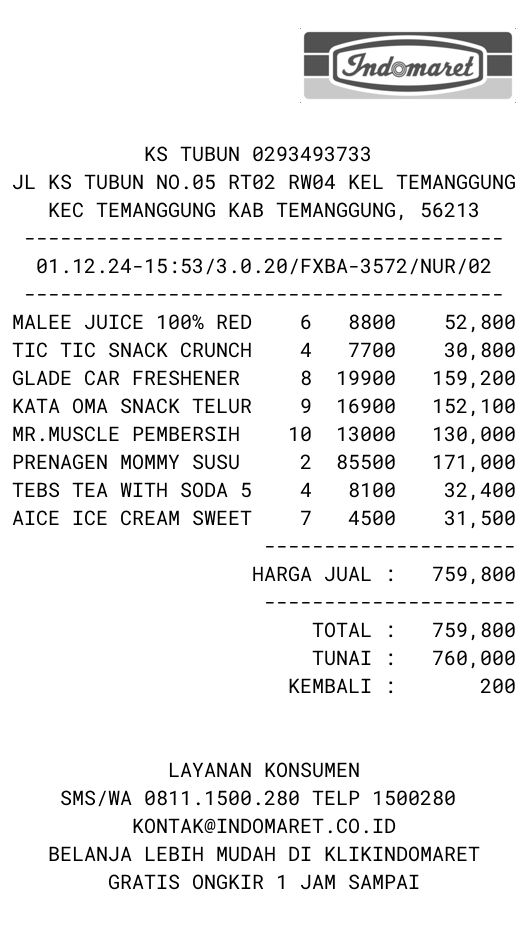 Indomaret
KS TUBUN 0293493733
JL KS TUBUN NO.05 RT02 RW04 KEL TEMANGGUNG
KEC TEMANGGUNG KAB TEMANGGUNG, 56213
----------------------------------------
01.12.24-15:53/3.0.20/FXBA-3572/NUR/02
----------------------------------------
MALEE JUICE 100% RED 6 8800 52,800
TIC TIC SNACK CRUNCH 4 7700 30,800
GLADE CAR FRESHENER 8 19900 159,200
KATA OMA SNACK TELUR 9 16900 152,100
MR.MUSCLE PEMBERSIH 10 13000 130,000
PRENAGEN MOMMY SUSU 2 85500 171,000
TEBS TEA WITH SODA 5 4 8100 32,400
AICE ICE CREAM SWEET 7 4500 31,500
---------------------
HARGA JUAL : 759,800
---------------------
TOTAL : 759,800
TUNAI : 760,000
KEMBALI : 200
LAYANAN KONSUMEN
SMS/WA 0811.1500.280 TELP 1500280
KONTAK@INDOMARET.CO.ID
BELANJA LEBIH MUDAH DI KLIKINDOMARET
GRATIS ONGKIR 1 JAM SAMPAI